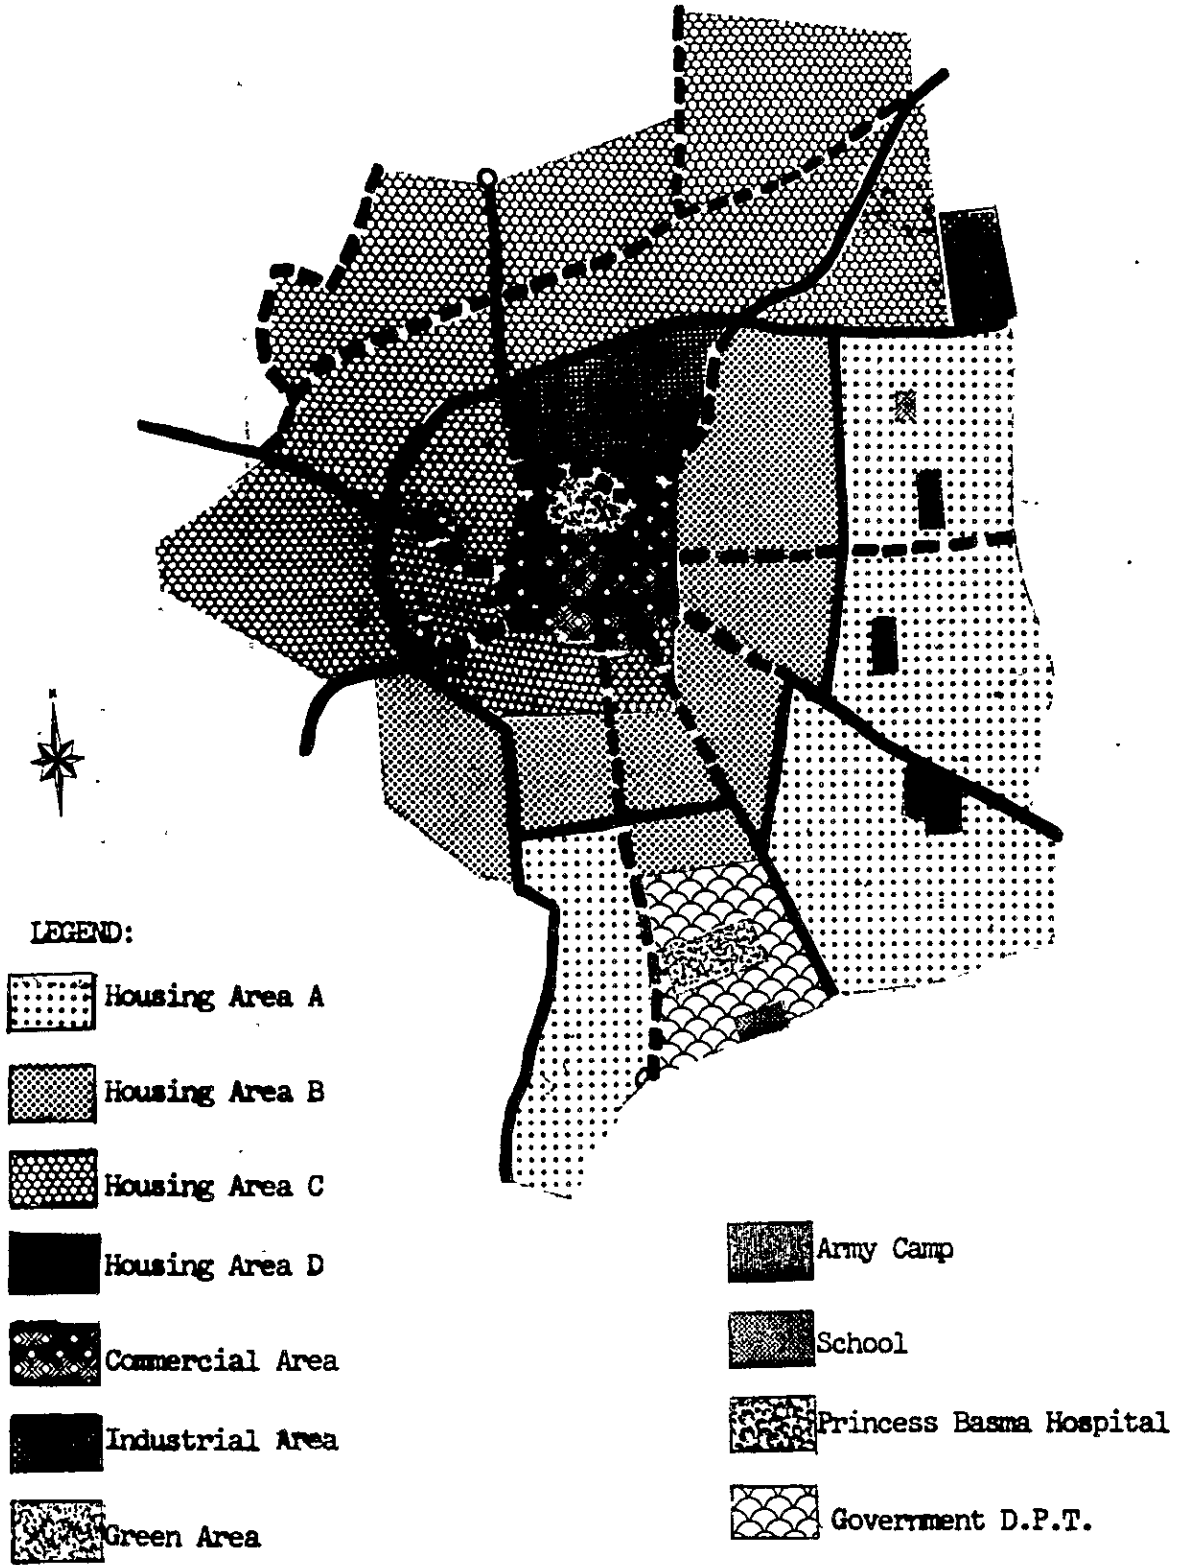 N
LEGEND:
Housing Area A
Housing Area B
Housing Area C
Housing Area D
Commercial Area
Industrial Area
Green Area
Army Camp
School
Princess Basma Hospital
Government D.P.T.